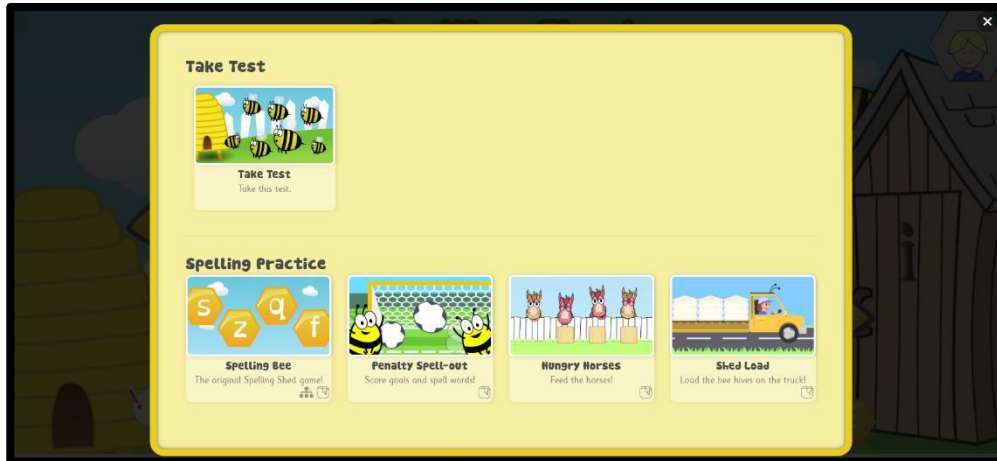 Take Test
Take Test
Take this test.
Spelling Practice
s z q f
Spelling Bee
The original Spelling Shed game!
Penalty Spell-out
Score goals and spell words!
Hungry Horses
Feed the horses!
Shed Load
Load the bee hives on the truck!